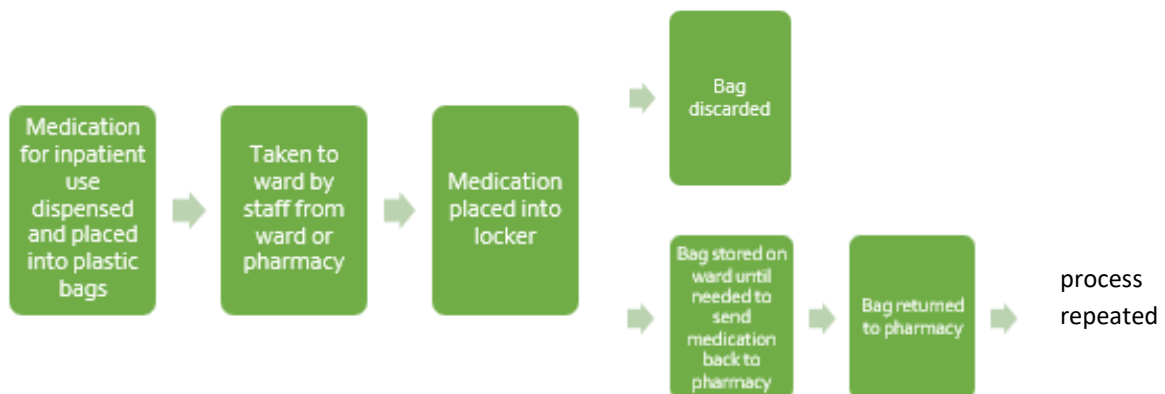 Medication
for inpatient
use
dispensed
and placed
into plastic
bags
Taken to
ward by
staff from
ward or
pharmacy
Medication
placed into
locker
Bag
discarded
Bag stored on
ward until
needed to
send
medication
back to
pharmacy
Bag returned
to pharmacy
process
repeated